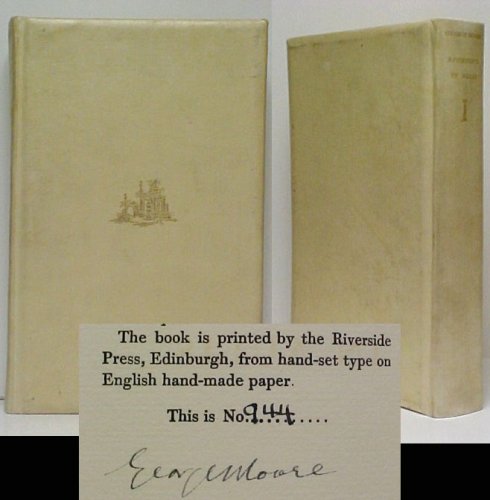 I
The book is printed by the Riverside
Press, Edinburgh, from hand-set type on
English hand-made paper.
This is No. 944....
George Moore